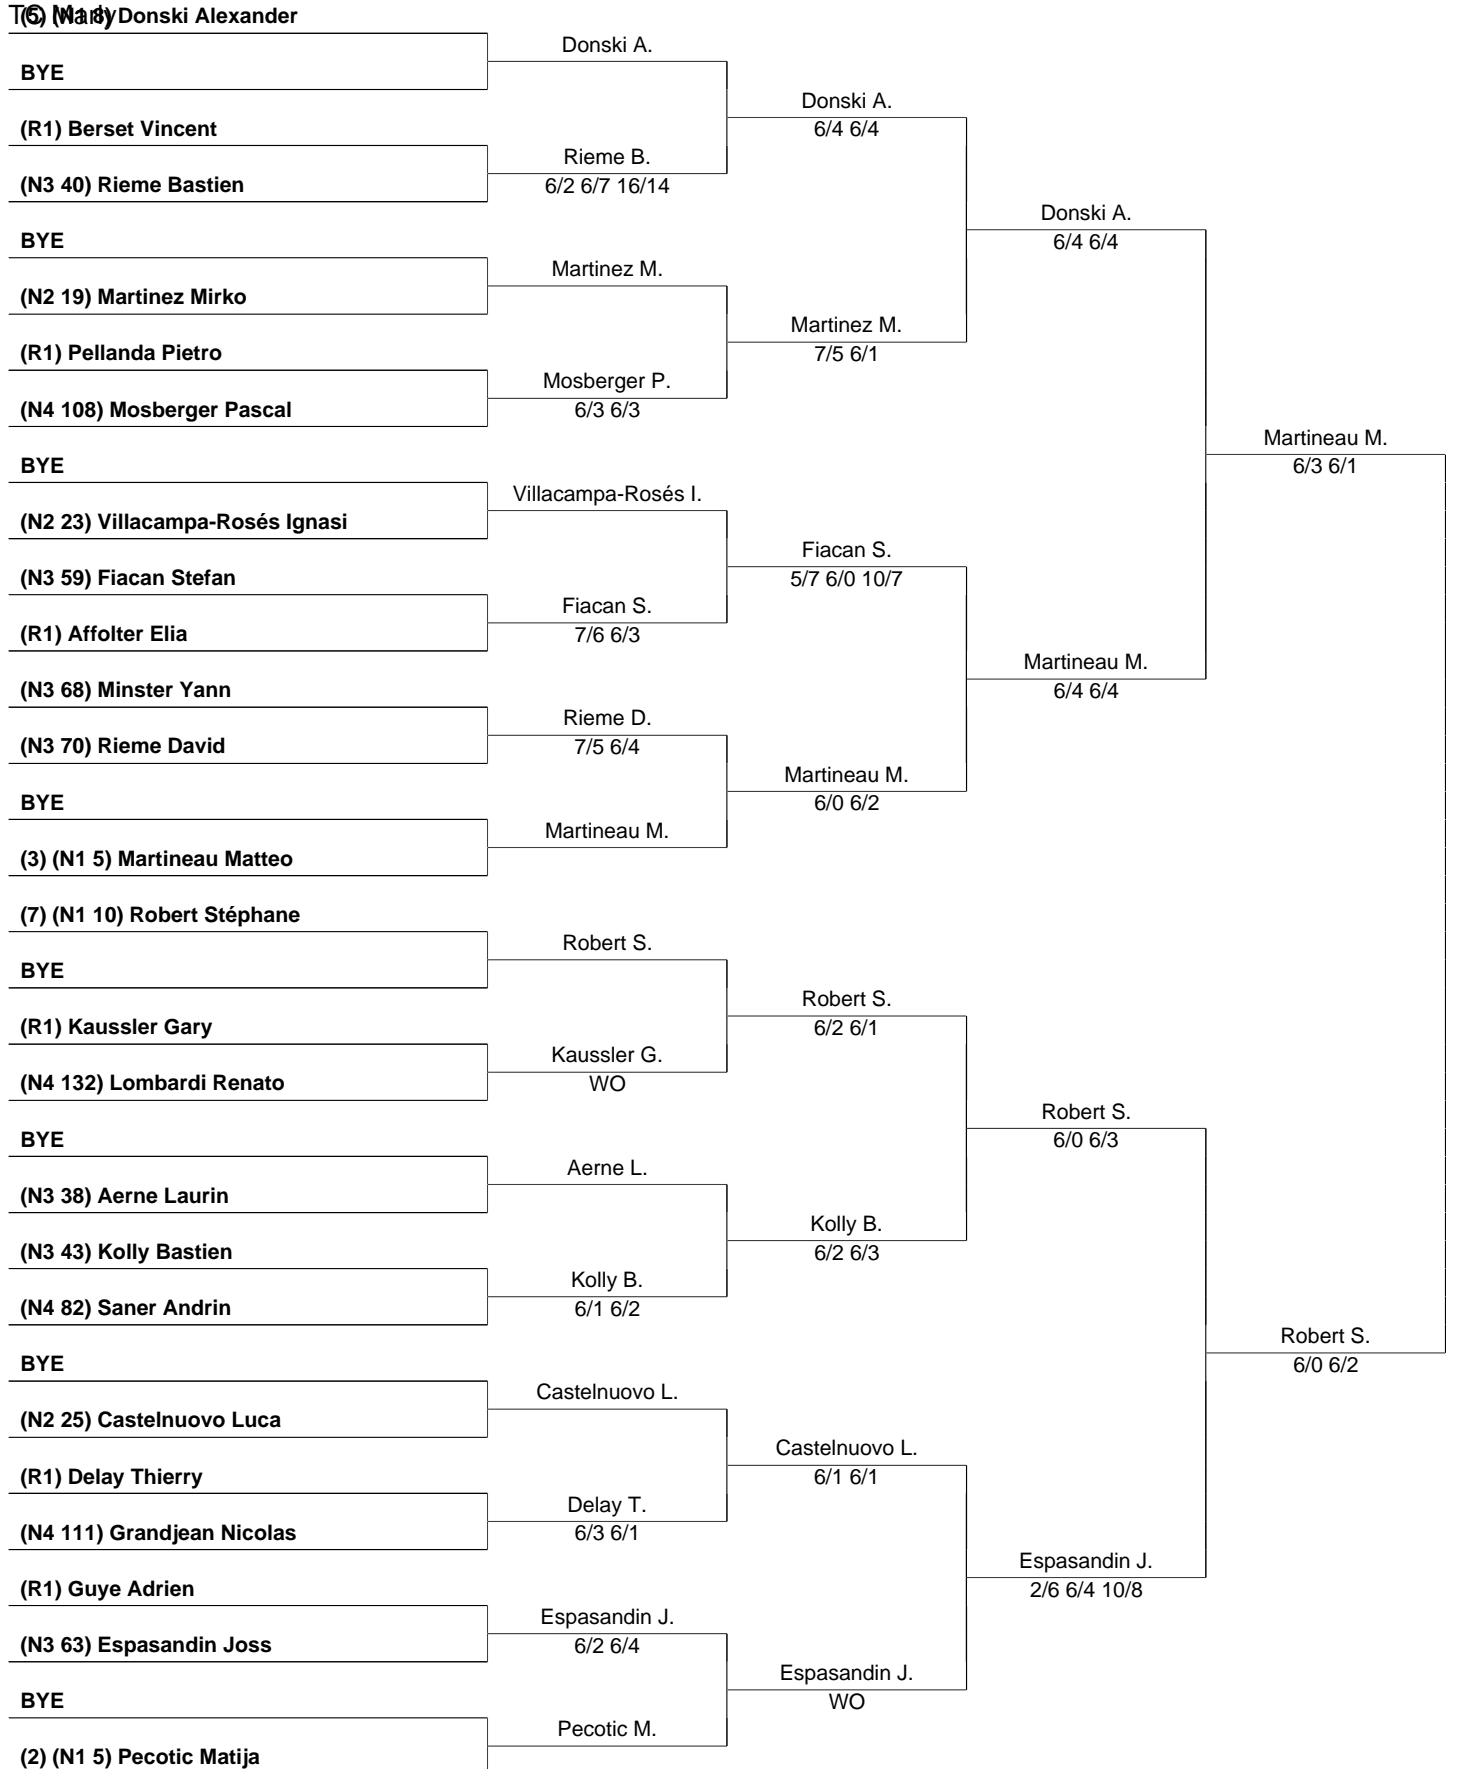 TC Marly
(5) (N1 8) Donski Alexander
Donski A.
BYE
Donski A.
(R1) Berset Vincent
6/4 6/4
Rieme B.
(N3 40) Rieme Bastien
6/2 6/7 16/14
Donski A.
BYE
6/4 6/4
Martinez M.
(N2 19) Martinez Mirko
Martinez M.
(R1) Pellanda Pietro
7/5 6/1
Mosberger P.
(N4 108) Mosberger Pascal
6/3 6/3
Martineau M.
BYE
6/3 6/1
Villacampa-Rosés I.
(N2 23) Villacampa-Rosés Ignasi
Fiacan S.
(N3 59) Fiacan Stefan
5/7 6/0 10/7
Fiacan S.
(R1) Affolter Elia
7/6 6/3
Martineau M.
(N3 68) Minster Yann
6/4 6/4
Rieme D.
(N3 70) Rieme David
7/5 6/4
Martineau M.
BYE
6/0 6/2
Martineau M.
(3) (N1 5) Martineau Matteo
(7) (N1 10) Robert Stéphane
Robert S.
BYE
Robert S.
(R1) Kaussler Gary
6/2 6/1
Kaussler G.
(N4 132) Lombardi Renato
WO
Robert S.
BYE
6/0 6/3
Aerne L.
(N3 38) Aerne Laurin
Kolly B.
(N3 43) Kolly Bastien
6/2 6/3
Kolly B.
(N4 82) Saner Andrin
6/1 6/2
Robert S.
BYE
6/0 6/2
Castelnuovo L.
(N2 25) Castelnuovo Luca
Castelnuovo L.
(R1) Delay Thierry
6/1 6/1
Delay T.
(N4 111) Grandjean Nicolas
6/3 6/1
Espasandin J.
(R1) Guye Adrien
2/6 6/4 10/8
Espasandin J.
(N3 63) Espasandin Joss
6/2 6/4
Espasandin J.
BYE
WO
Pecotic M.
(2) (N1 5) Pecotic Matija